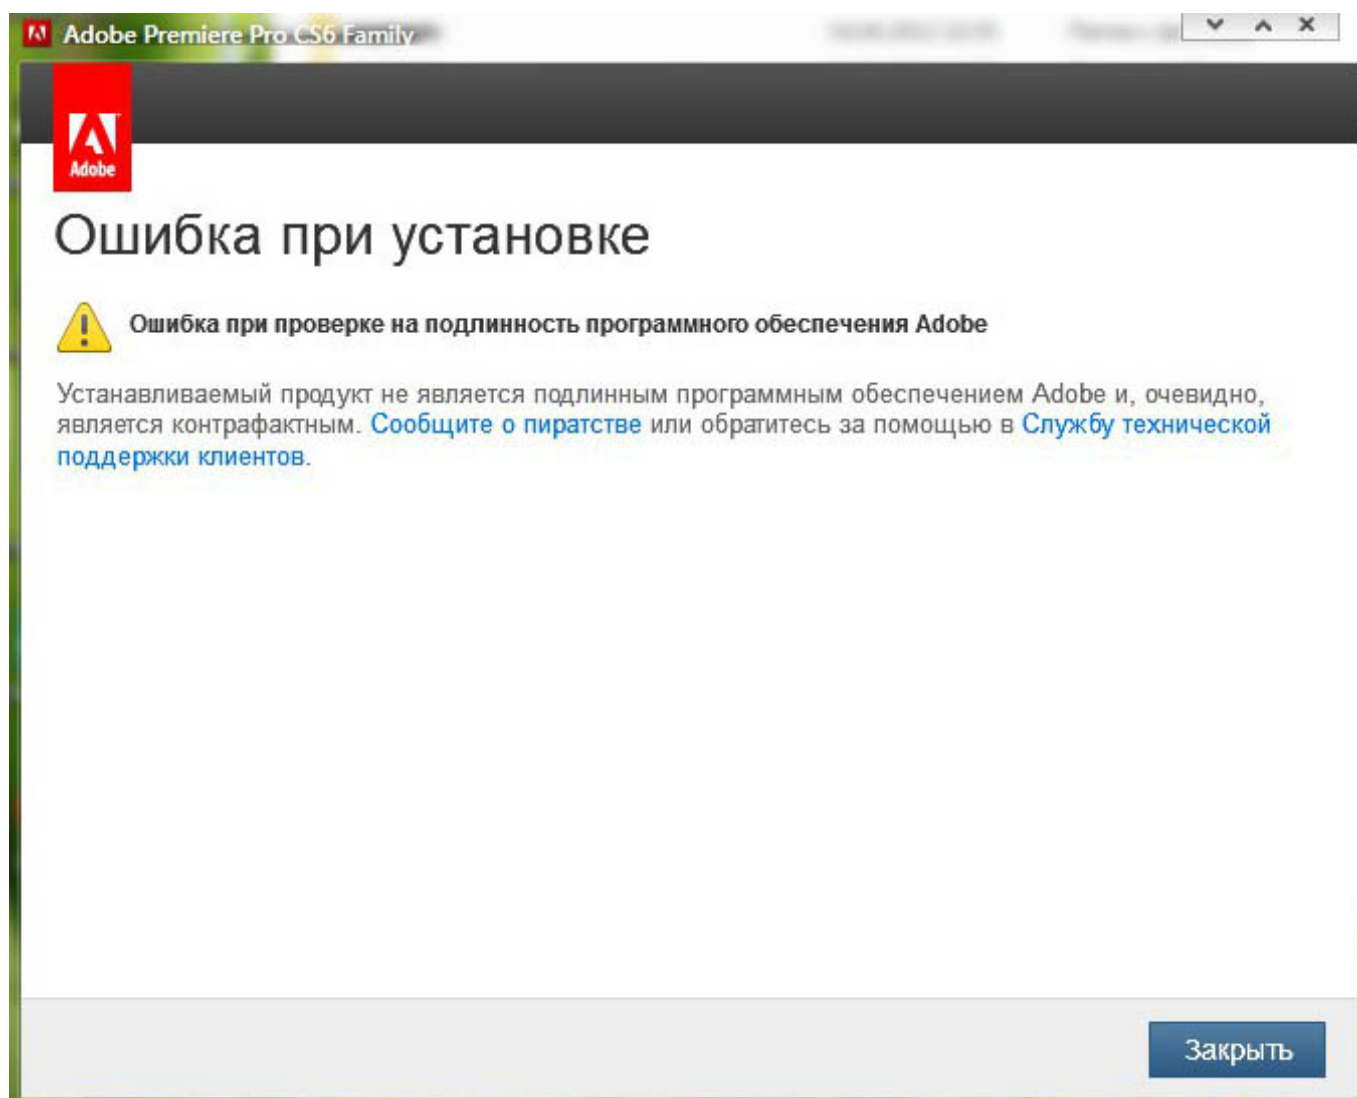 Adobe Premiere Pro CS6 Family
Adobe
Ошибка при установке
Ошибка при проверке на подлинность программного обеспечения Adobe
Устанавливаемый продукт не является подлинным программным обеспечением Adobe и, очевидно,
является контрафактным. Сообщите о пиратстве или обратитесь за помощью в Службу технической
поддержки клиентов.
Закрыть